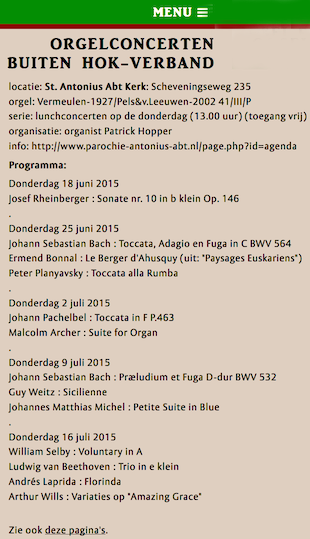 MENU
ORGELCONCERTEN
BUITEN HOK-VERBAND
locatie: St. Antonius Abt Kerk: Scheveningseweg 235
orgel: Vermeulen-1927/Pels&v.Leeuwen-2002 41/III/P
serie: lunchconcerten op de donderdag (13.00 uur) (toegang vrij)
organisatie: organist Patrick Hopper
info: http://www.parochie-antonius-abt.nl/page.php?id=agenda
Programma:
Donderdag 18 juni 2015
Josef Rheinberger : Sonate nr. 10 in b klein Op. 146
.
Donderdag 25 juni 2015
Johann Sebastian Bach : Toccata, Adagio en Fuga in C BWV 564
Ermend Bonnal : Le Berger d'Ahusquy (uit: "Paysages Euskariens")
Peter Planyavsky : Toccata alla Rumba
.
Donderdag 2 juli 2015
Johann Pachelbel : Toccata in F P.463
Malcolm Archer : Suite for Organ
.
Donderdag 9 juli 2015
Johann Sebastian Bach : Præludium et Fuga D-dur BWV 532
Guy Weitz : Sicilienne
Johannes Matthias Michel : Petite Suite in Blue
.
Donderdag 16 juli 2015
William Selby : Voluntary in A
Ludwig van Beethoven : Trio in e klein
Andrés Laprida : Florinda
Arthur Wills : Variaties op "Amazing Grace"
Zie ook deze pagina's.